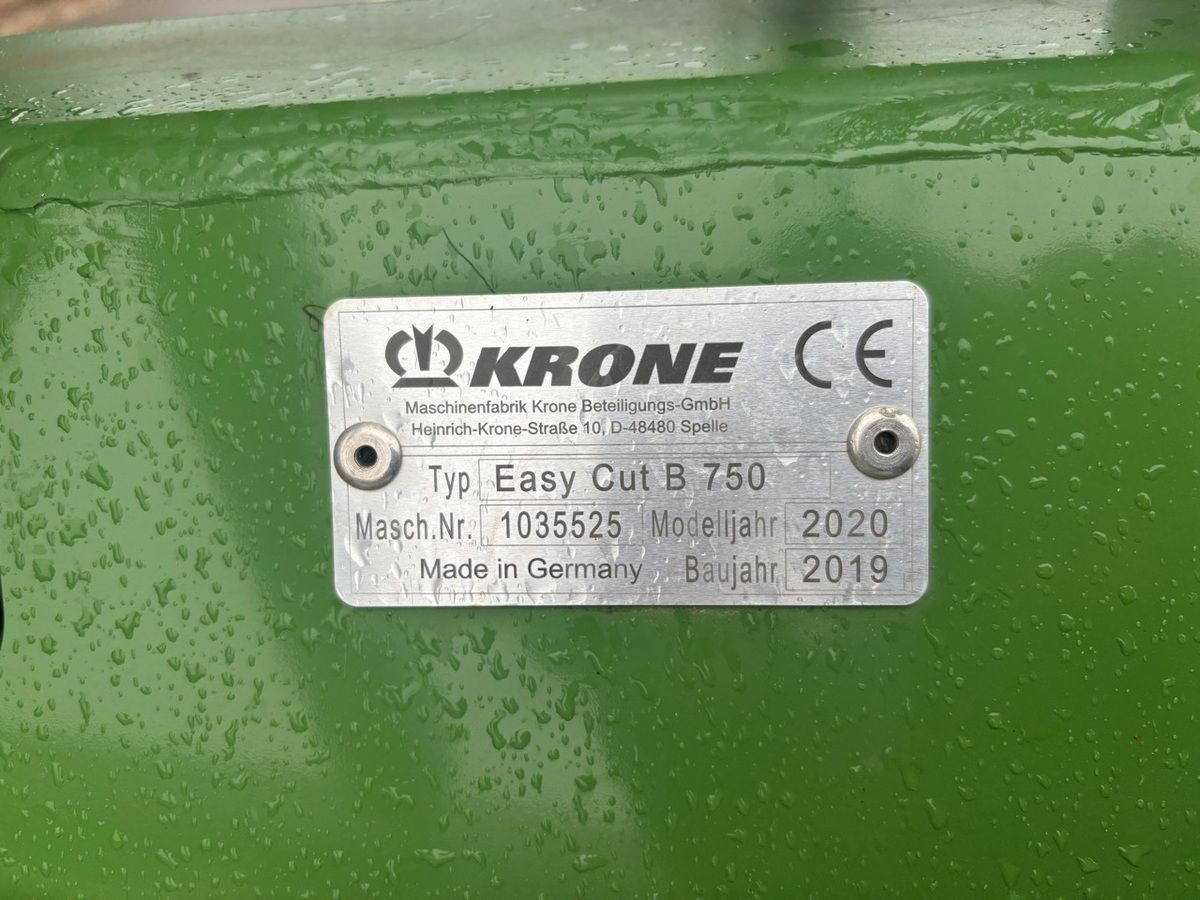 KRONE CE
Maschinenfabrik Krone Beteiligungs-GmbH
Heinrich-Krone-Straße 10, D-48480 Spelle
Typ Easy Cut B 750
Masch.Nr. 1035525 Modelljahr 2020
Made in Germany Baujahr 2019